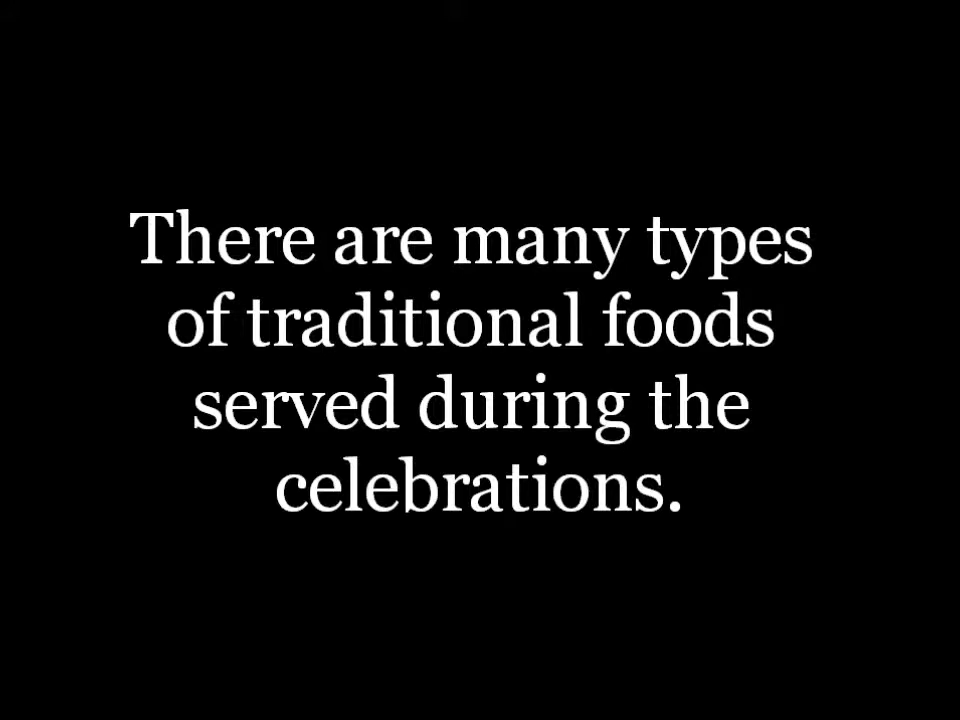 There are many types
of traditional foods
served during the
celebrations.